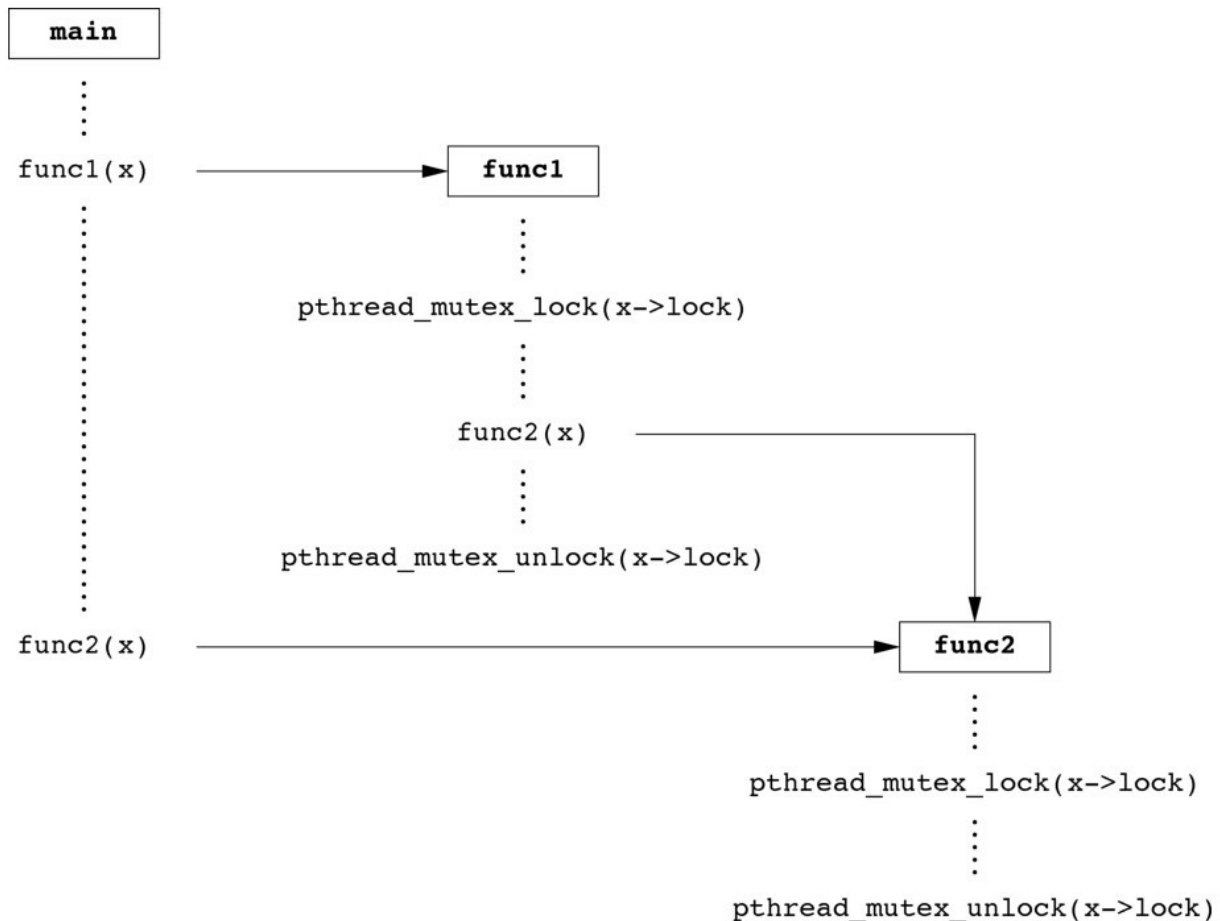 main
func1(x)
func1
pthread_mutex_lock(x->lock)
func2(x)
pthread_mutex_unlock(x->lock)
func2(x)
func2
pthread_mutex_lock(x->lock)
pthread_mutex_unlock(x->lock)